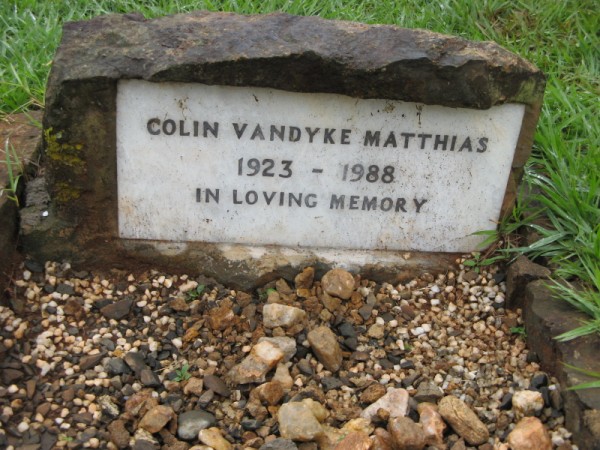 COLIN VANDYKE MATTHIAS
1923 - 1988
IN LOVING MEMORY